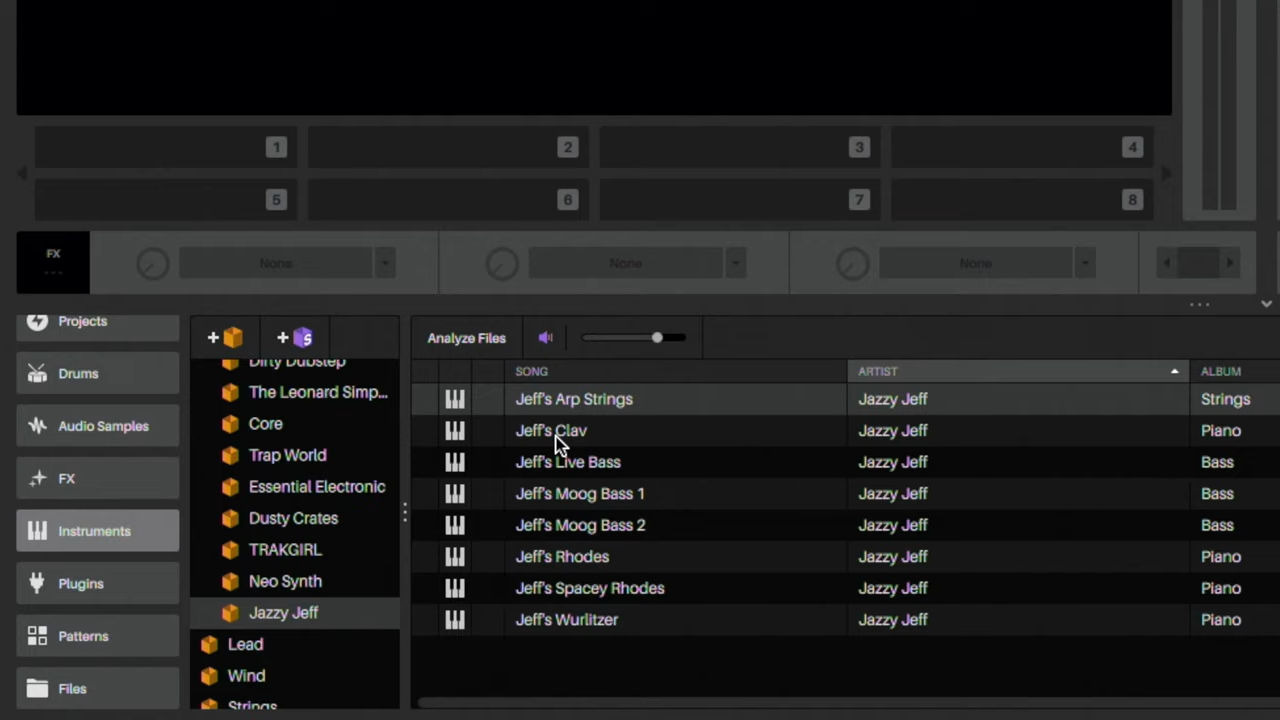 1 2 3 4
5 6 7 8
FX
None None None
Projects
Drums
Audio Samples
FX
Instruments
Plugins
Patterns
Files
Dirty Dubstep
The Leonard Simp...
Core
Trap World
Essential Electronic
Dusty Crates
TRAKGIRL
Neo Synth
Jazzy Jeff
Lead
Wind
Strings
Analyze Files
SONG ARTIST ALBUM
Jeff's Arp Strings Jazzy Jeff Strings
Jeff's Clav Jazzy Jeff Piano
Jeff's Live Bass Jazzy Jeff Bass
Jeff's Moog Bass 1 Jazzy Jeff Bass
Jeff's Moog Bass 2 Jazzy Jeff Bass
Jeff's Rhodes Jazzy Jeff Piano
Jeff's Spacey Rhodes Jazzy Jeff Piano
Jeff's Wurlitzer Jazzy Jeff Piano